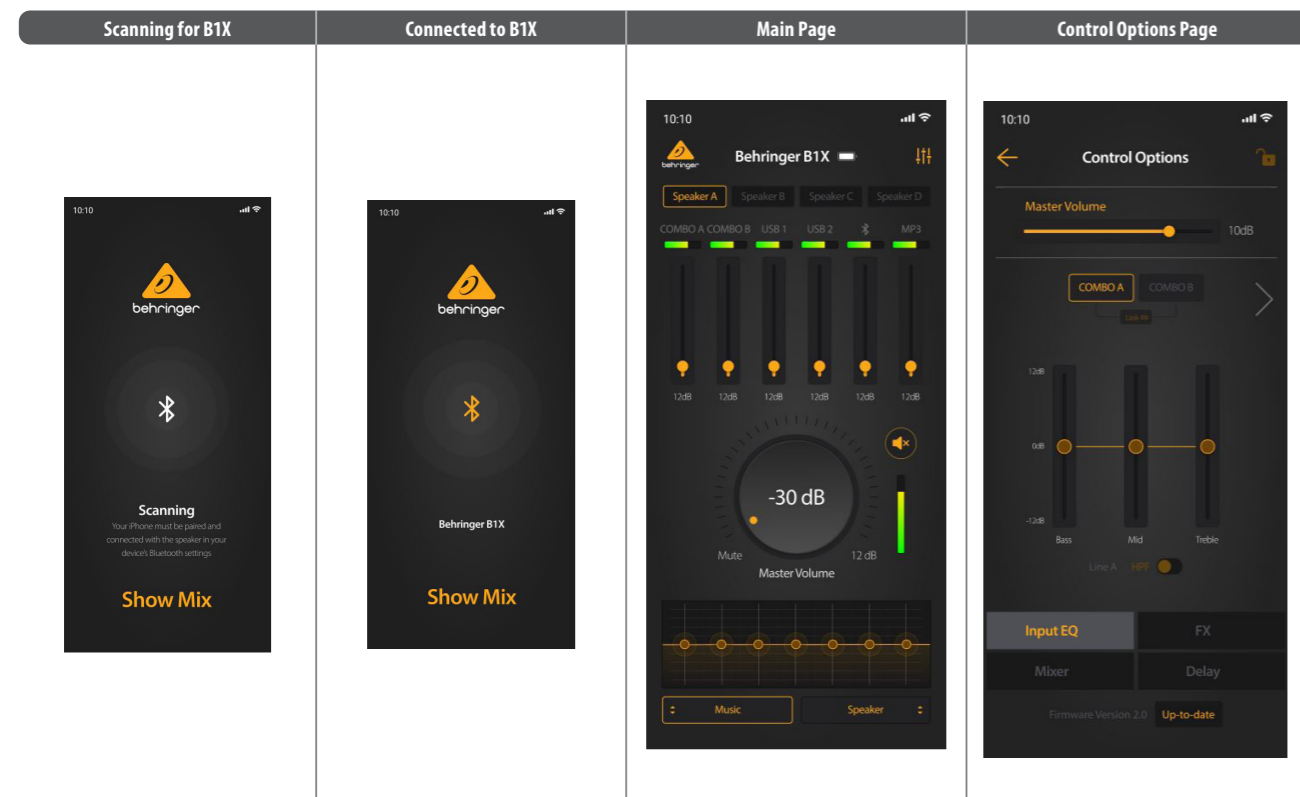 Scanning for B1X
Connected to B1X
Main Page
Control Options Page
10:10
behringer
Scanning
Your iPhone must be paired and
connected with the speaker in your
device's Bluetooth settings
Show Mix
10:10
behringer
Behringer B1X
Show Mix
10:10
behringer
Behringer B1X
Speaker A Speaker B Speaker C Speaker D
COMBO A COMBO B USB 1 USB 2 MP3
12dB 12dB 12dB 12dB 12dB 12dB
-30 dB
Mute 12 dB
Master Volume
Music Speaker
10:10
Control Options
Master Volume
10dB
COMBO A COMBO B
Link
12dB
0dB
-12dB
Bass Mid Treble
Line A HPF
Input EQ FX
Mixer Delay
Firmware Version 2.0 Up-to-date